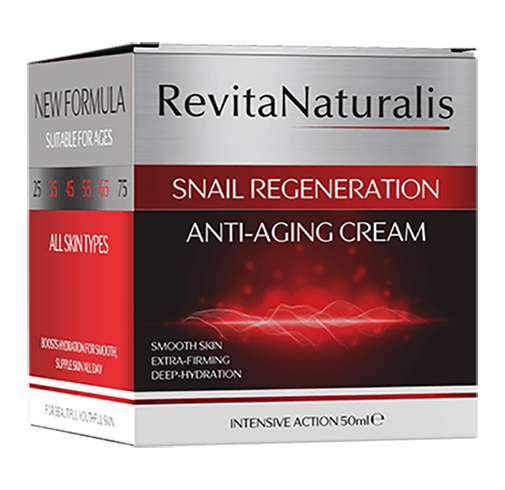 NEW FORMULA
SUITABLE FOR AGES
25 35 45 55 65 75
ALL SKIN TYPES
BOOSTS HYDRATION FOR SMOOTH,
SUPPLE SKIN ALL DAY
FOR BEAUTIFUL YOUTHFUL SKIN
RevitaNaturalis
SNAIL REGENERATION
ANTI-AGING CREAM
SMOOTH SKIN
EXTRA-FIRMING
DEEP-HYDRATION
INTENSIVE ACTION 50ml ℮